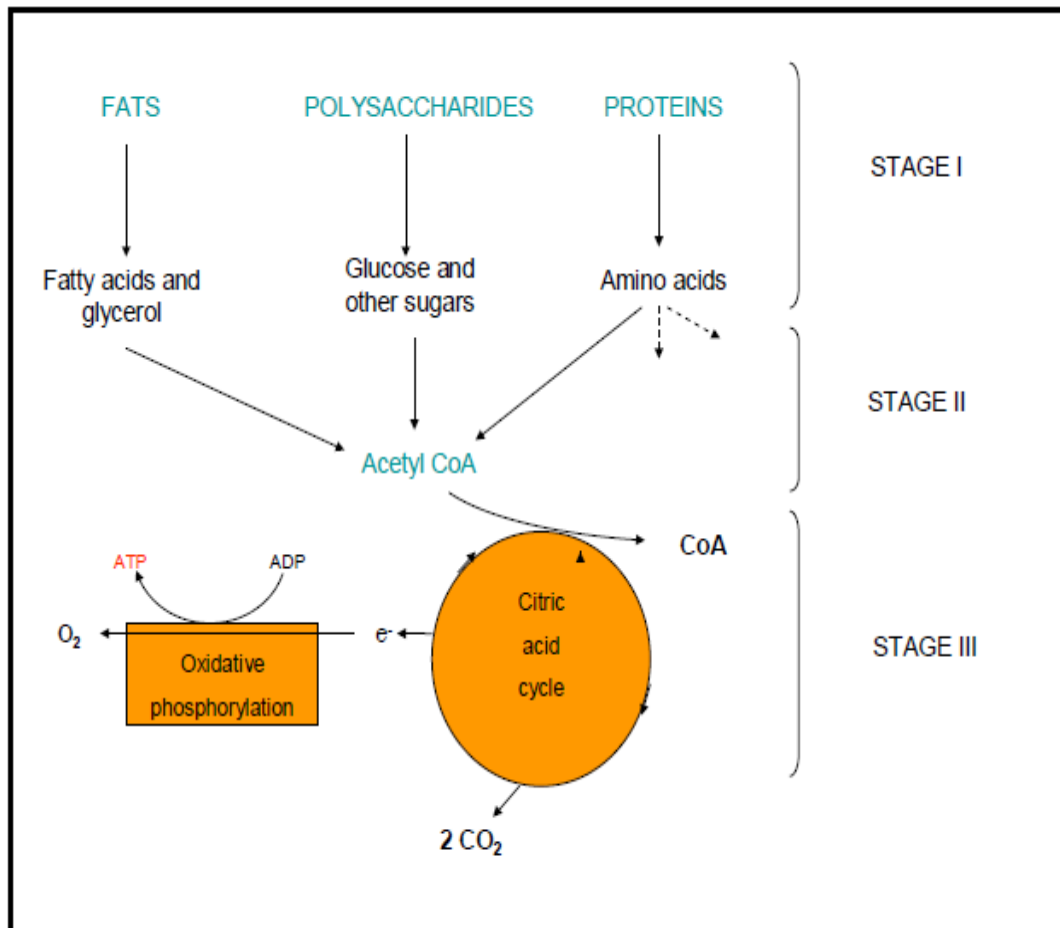 FATS
POLYSACCHARIDES
PROTEINS
STAGE I
Fatty acids and
glycerol
Glucose and
other sugars
Amino acids
STAGE II
Acetyl CoA
CoA
ATP
ADP
Citric
acid
cycle
O₂
e⁻
Oxidative
phosphorylation
STAGE III
2 CO₂